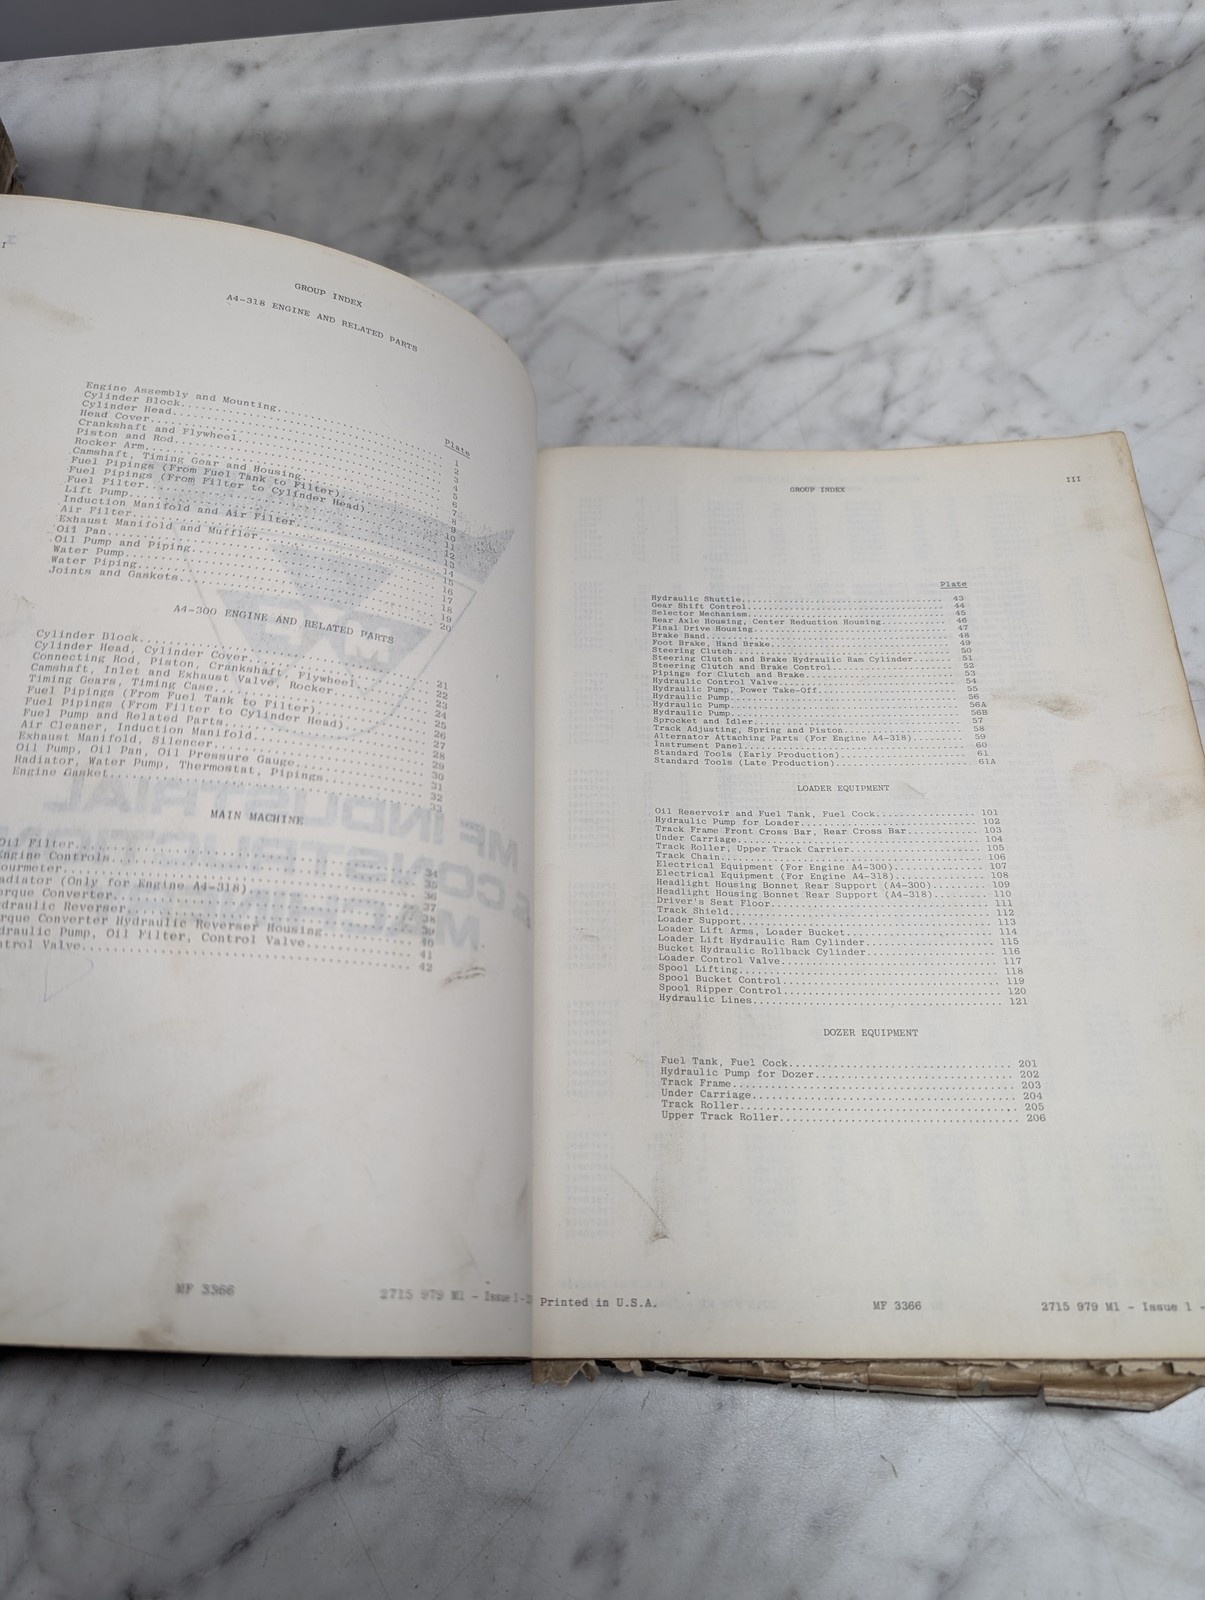 GROUP INDEX
A4-318 ENGINE AND RELATED PARTS
Plate
Engine Assembly and Mounting 1
Cylinder Block 2
Cylinder Head 3
Head Cover 4
Crankshaft and Flywheel 5
Piston and Rod 6
Rocker Arm 7
Camshaft, Timing Gear and Housing 8
Fuel Pipings (From Fuel Tank to Filter) 9
Fuel Pipings (From Filter to Cylinder Head) 10
Fuel Filter 11
Lift Pump 12
Induction Manifold and Air Filter 13
Air Filter 14
Exhaust Manifold and Muffler 15
Oil Pan 16
Oil Pump and Piping 17
Water Pump 18
Water Piping 19
Joints and Gaskets 20
A4-300 ENGINE AND RELATED PARTS
Cylinder Block 21
Cylinder Head, Cylinder Cover 22
Connecting Rod, Piston, Crankshaft, Flywheel 23
Camshaft, Inlet and Exhaust Valve, Rocker 24
Timing Gears, Timing Case 25
Fuel Pipings (From Fuel Tank to Filter) 26
Fuel Pipings (From Filter to Cylinder Head) 27
Fuel Pump and Related Parts 28
Air Cleaner, Induction Manifold 29
Exhaust Manifold, Silencer 30
Oil Pump, Oil Pan, Oil Pressure Gauge 31
Radiator, Water Pump, Thermostat, Pipings 32
Engine Gasket 33
MAIN MACHINE
Oil Filter 34
ngine Controls 35
ourmeter 36
adiator (Only for Engine A4-318) 37
orque Converter 38
draulic Reverser 39
rque Converter Hydraulic Reverser Housing 40
draulic Pump, Oil Filter, Control Valve 41
ntrol Valve 42
MF 3366 2715 979 M1 - Issue 1-
GROUP INDEX III
Plate
Hydraulic Shuttle 43
Gear Shift Control 44
Selector Mechanism 45
Rear Axle Housing, Center Reduction Housing 46
Final Drive Housing 47
Brake Band 48
Foot Brake, Hand Brake 49
Steering Clutch 50
Steering Clutch and Brake Hydraulic Ram Cylinder 51
Steering Clutch and Brake Control 52
Pipings for Clutch and Brake 53
Hydraulic Control Valve 54
Hydraulic Pump, Power Take-Off 55
Hydraulic Pump 56
Hydraulic Pump 56A
Hydraulic Pump 56B
Sprocket and Idler 57
Track Adjusting, Spring and Piston 58
Alternator Attaching Parts (For Engine A4-318) 59
Instrument Panel 60
Standard Tools (Early Production) 61
Standard Tools (Late Production) 61A
LOADER EQUIPMENT
Oil Reservoir and Fuel Tank, Fuel Cock 101
Hydraulic Pump for Loader 102
Track Frame Front Cross Bar, Rear Cross Bar 103
Under Carriage 104
Track Roller, Upper Track Carrier 105
Track Chain 106
Electrical Equipment (For Engine A4-300) 107
Electrical Equipment (For Engine A4-318) 108
Headlight Housing Bonnet Rear Support (A4-300) 109
Headlight Housing Bonnet Rear Support (A4-318) 110
Driver's Seat Floor 111
Track Shield 112
Loader Support 113
Loader Lift Arms, Loader Bucket 114
Loader Lift Hydraulic Ram Cylinder 115
Bucket Hydraulic Rollback Cylinder 116
Loader Control Valve 117
Spool Lifting 118
Spool Bucket Control 119
Spool Ripper Control 120
Hydraulic Lines 121
DOZER EQUIPMENT
Fuel Tank, Fuel Cock 201
Hydraulic Pump for Dozer 202
Track Frame 203
Under Carriage 204
Track Roller 205
Upper Track Roller 206
Printed in U.S.A. MF 3366 2715 979 M1 - Issue 1 -